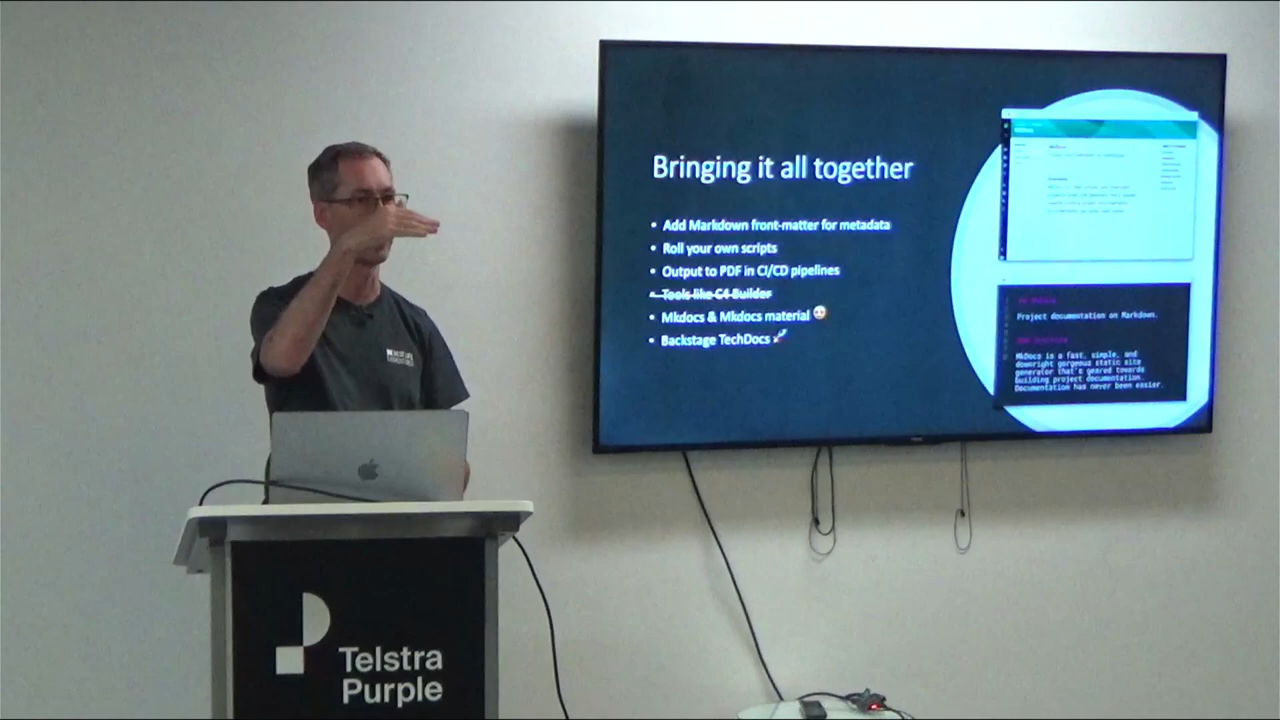 Bringing it all together
• Add Markdown front-matter for metadata
• Roll your own scripts
• Output to PDF in CI/CD pipelines
• Tools like C4 Builder
• Mkdocs & Mkdocs material 😍
• Backstage TechDocs 🚀
Project documentation on Markdown.
MkDocs is a fast, simple, and
downright gorgeous static site
generator that's geared towards
building project documentation.
Documentation has never been easier.
Telstra
Purple